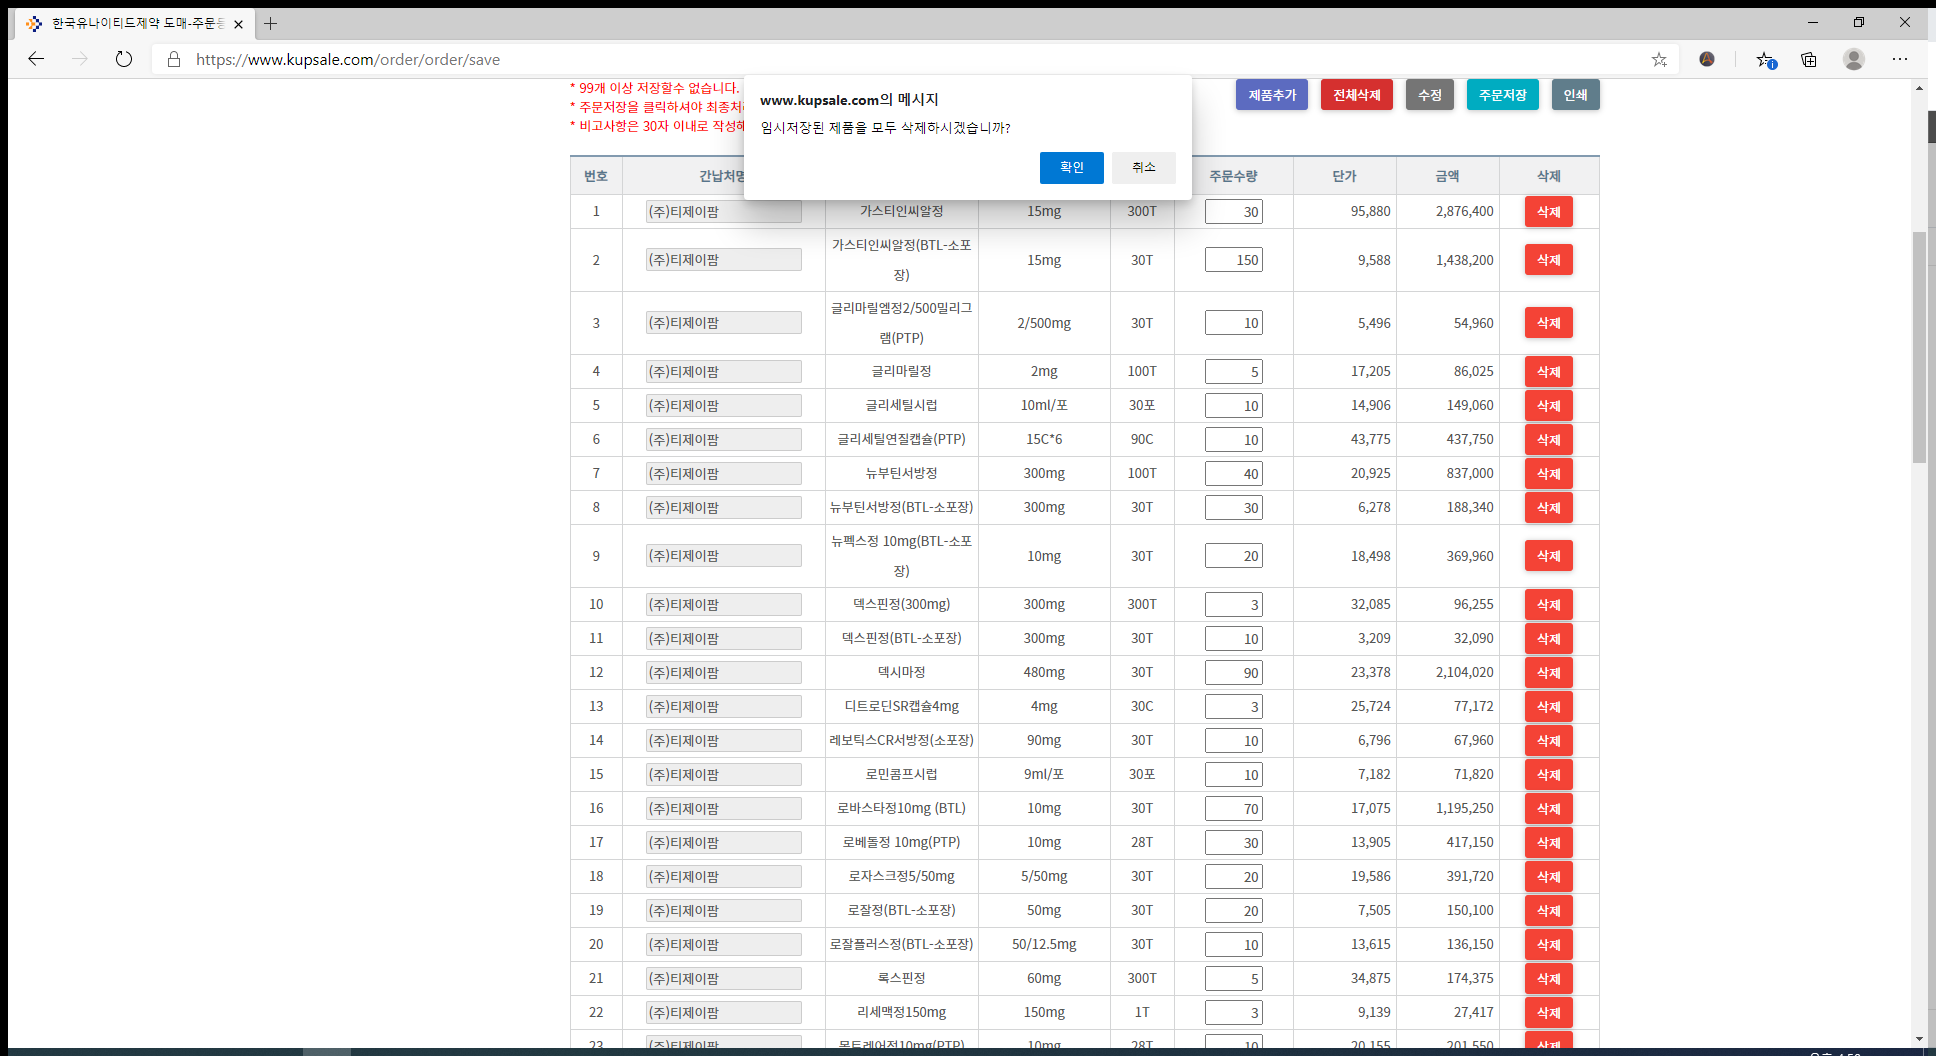 한국유나이티드제약 도매-주문등
https://www.kupsale.com/order/order/save
* 99개 이상 저장할수 없습니다.
* 주문저장을 클릭하셔야 최종처리
* 비고사항은 30자 이내로 작성해
www.kupsale.com의 메시지
임시저장된 제품을 모두 삭제하시겠습니까?
확인 취소
제품추가 전체삭제 수정 주문저장 인쇄
번호 간납처명 주문수량 단가 금액 삭제
1 (주)티제이팜 가스티인씨알정 15mg 300T 30 95,880 2,876,400 삭제
2 (주)티제이팜 가스티인씨알정(BTL-소포
장) 15mg 30T 150 9,588 1,438,200 삭제
3 (주)티제이팜 글리마릴엠정2/500밀리그
램(PTP) 2/500mg 30T 10 5,496 54,960 삭제
4 (주)티제이팜 글리마릴정 2mg 100T 5 17,205 86,025 삭제
5 (주)티제이팜 글리세틸시럽 10ml/포 30포 10 14,906 149,060 삭제
6 (주)티제이팜 글리세틸연질캡슐(PTP) 15C*6 90C 10 43,775 437,750 삭제
7 (주)티제이팜 뉴부틴서방정 300mg 100T 40 20,925 837,000 삭제
8 (주)티제이팜 뉴부틴서방정(BTL-소포장) 300mg 30T 30 6,278 188,340 삭제
9 (주)티제이팜 뉴펙스정 10mg(BTL-소포
장) 10mg 30T 20 18,498 369,960 삭제
10 (주)티제이팜 덱스핀정(300mg) 300mg 300T 3 32,085 96,255 삭제
11 (주)티제이팜 덱스핀정(BTL-소포장) 300mg 30T 10 3,209 32,090 삭제
12 (주)티제이팜 덱시마정 480mg 30T 90 23,378 2,104,020 삭제
13 (주)티제이팜 디트로딘SR캡슐4mg 4mg 30C 3 25,724 77,172 삭제
14 (주)티제이팜 레보틱스CR서방정(소포장) 90mg 30T 10 6,796 67,960 삭제
15 (주)티제이팜 로민콤프시럽 9ml/포 30포 10 7,182 71,820 삭제
16 (주)티제이팜 로바스타정10mg (BTL) 10mg 30T 70 17,075 1,195,250 삭제
17 (주)티제이팜 로베돌정 10mg(PTP) 10mg 28T 30 13,905 417,150 삭제
18 (주)티제이팜 로자스크정5/50mg 5/50mg 30T 20 19,586 391,720 삭제
19 (주)티제이팜 로잘정(BTL-소포장) 50mg 30T 20 7,505 150,100 삭제
20 (주)티제이팜 로잘플러스정(BTL-소포장) 50/12.5mg 30T 10 13,615 136,150 삭제
21 (주)티제이팜 록스핀정 60mg 300T 5 34,875 174,375 삭제
22 (주)티제이팜 리세맥정150mg 150mg 1T 3 9,139 27,417 삭제
23 (주)티제이팜 몬트레어정10mg(PTP) 10mg 28T 10 20,155 201,550 삭제